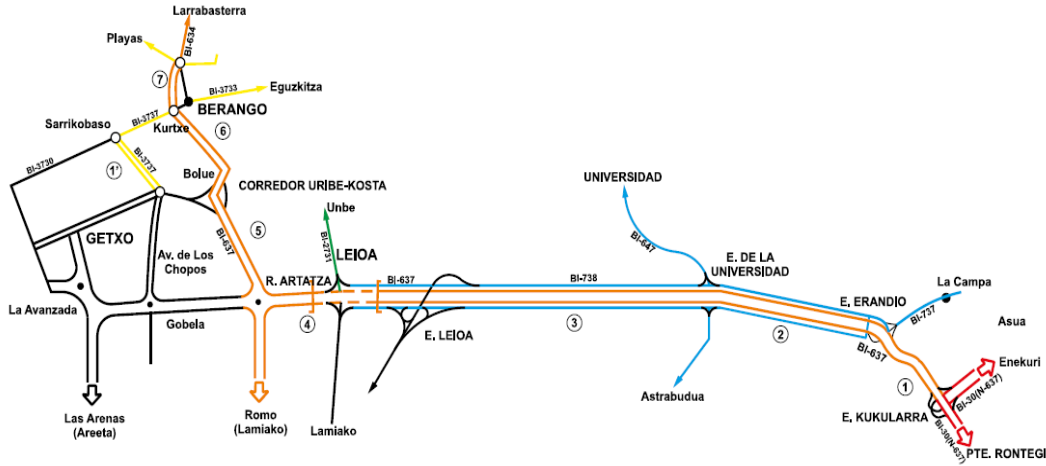 Larrabasterra
Playas
BI-634
7
BI-3733
Eguzkitza
BERANGO
Sarrikobaso
BI-3737
Kurtxe
6
BI-3730
1'
BI-3737
Bolue
CORREDOR URIBE-KOSTA
UNIVERSIDAD
Unbe
GETXO
BI-637
5
BI-2731
LEIOA
BI-647
Av. de Los
Chopos
R. ARTATZA
BI-637
BI-738
E. DE LA
UNIVERSIDAD
La Campa
La Avanzada
Gobela
4
E. LEIOA
3
2
E. ERANDIO
BI-737
Asua
BI-637
Enekuri
1
BI-30(N-637)
Astrabudua
Las Arenas
(Areeta)
Romo
(Lamiako)
Lamiako
E. KUKULARRA
BI-30(N-637)
PTE. RONTEGI